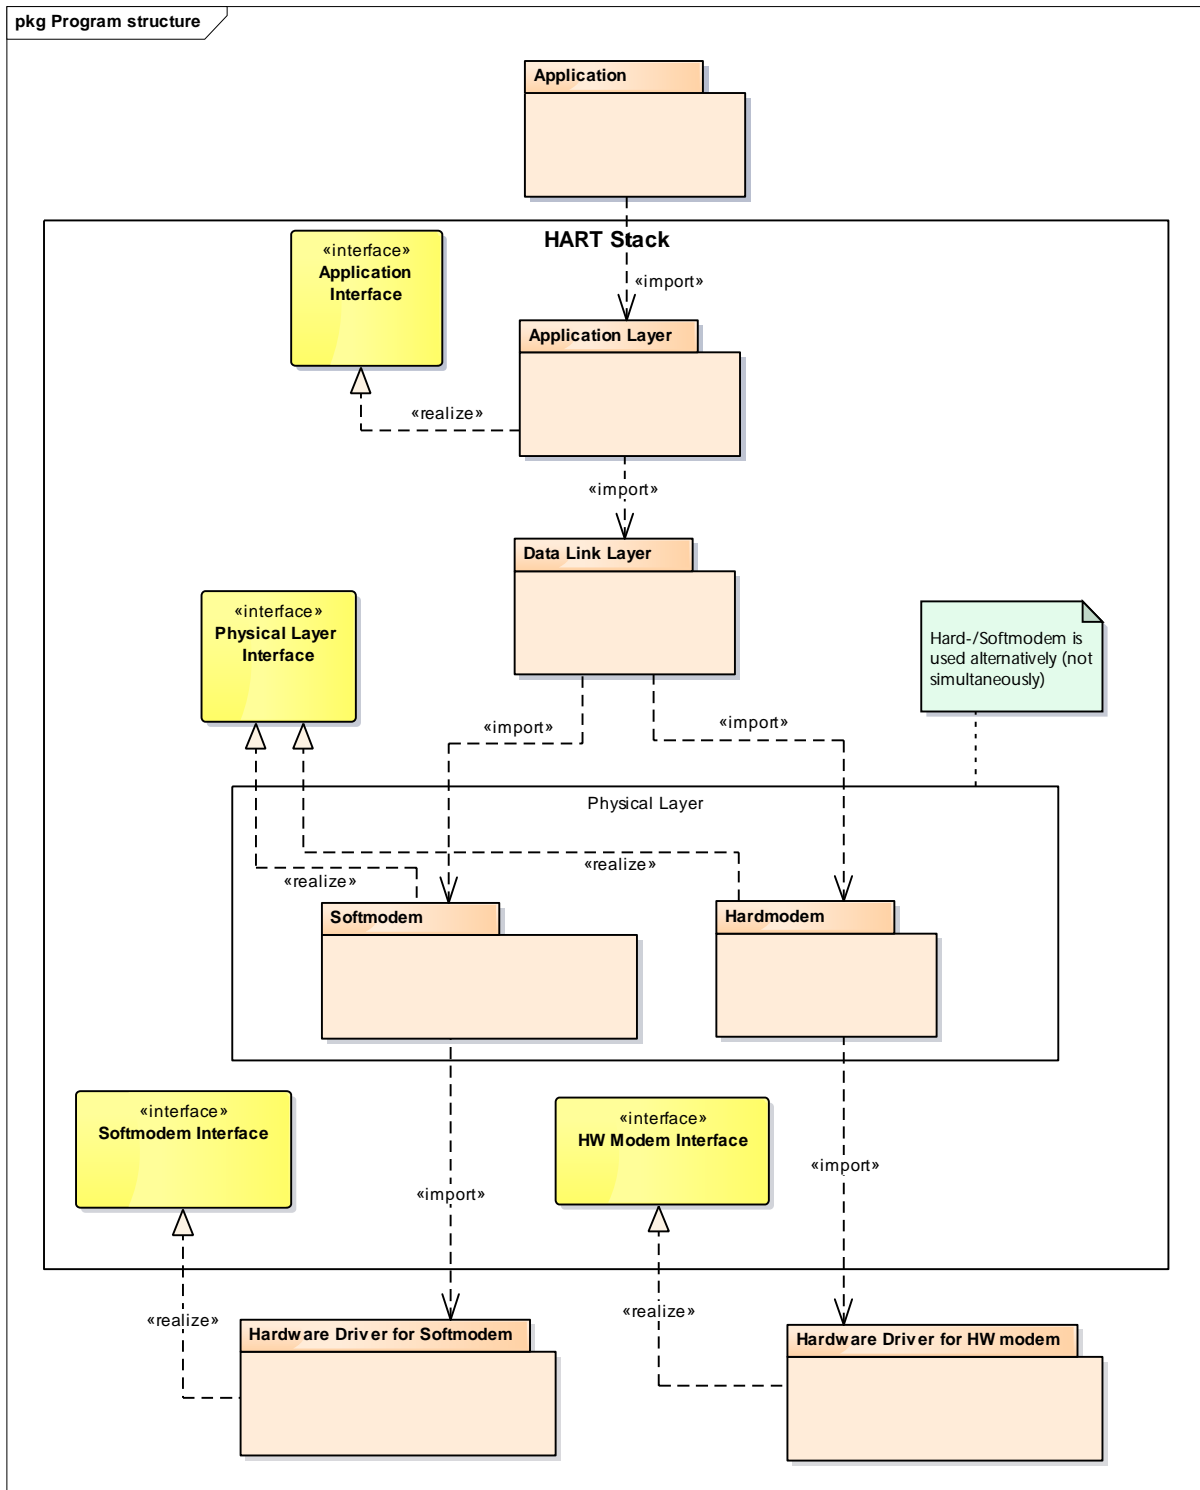 pkg Program structure
Application
HART Stack
«interface»
Application
Interface
«import»
Application Layer
«realize»
«import»
Data Link Layer
«interface»
Physical Layer
Interface
Hard-/Softmodem is
used alternatively (not
simultaneously)
«import»
«import»
Physical Layer
«realize»
«realize»
Softmodem
Hardmodem
«interface»
Softmodem Interface
«interface»
HW Modem Interface
«import»
«import»
«realize»
«realize»
Hardware Driver for Softmodem
Hardware Driver for HW modem